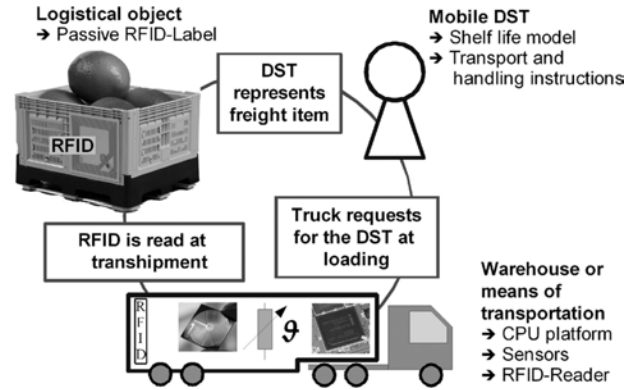 Logistical object
→ Passive RFID-Label
RFID
DST
represents
freight item
Mobile DST
→ Shelf life model
→ Transport and
handling instructions
RFID is read at
transhipment
Truck requests
for the DST at
loading
RFID
ϑ
Warehouse or
means of
transportation
→ CPU platform
→ Sensors
→ RFID-Reader